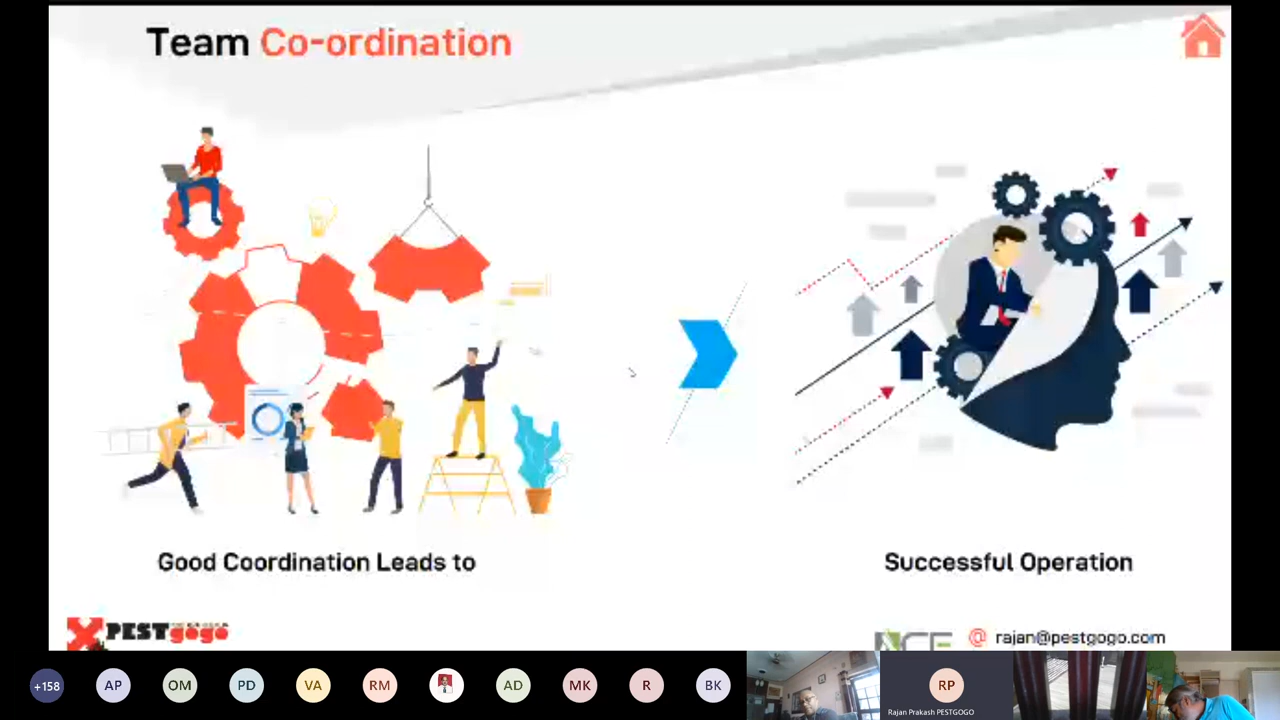 Team Co-ordination
Good Coordination Leads to
Successful Operation
PESTgogo
@ rajan@pestgogo.com
+158
AP
OM
PD
VA
RM
AD
MK
R
BK
RP
Rajan Prakash PESTGOGO